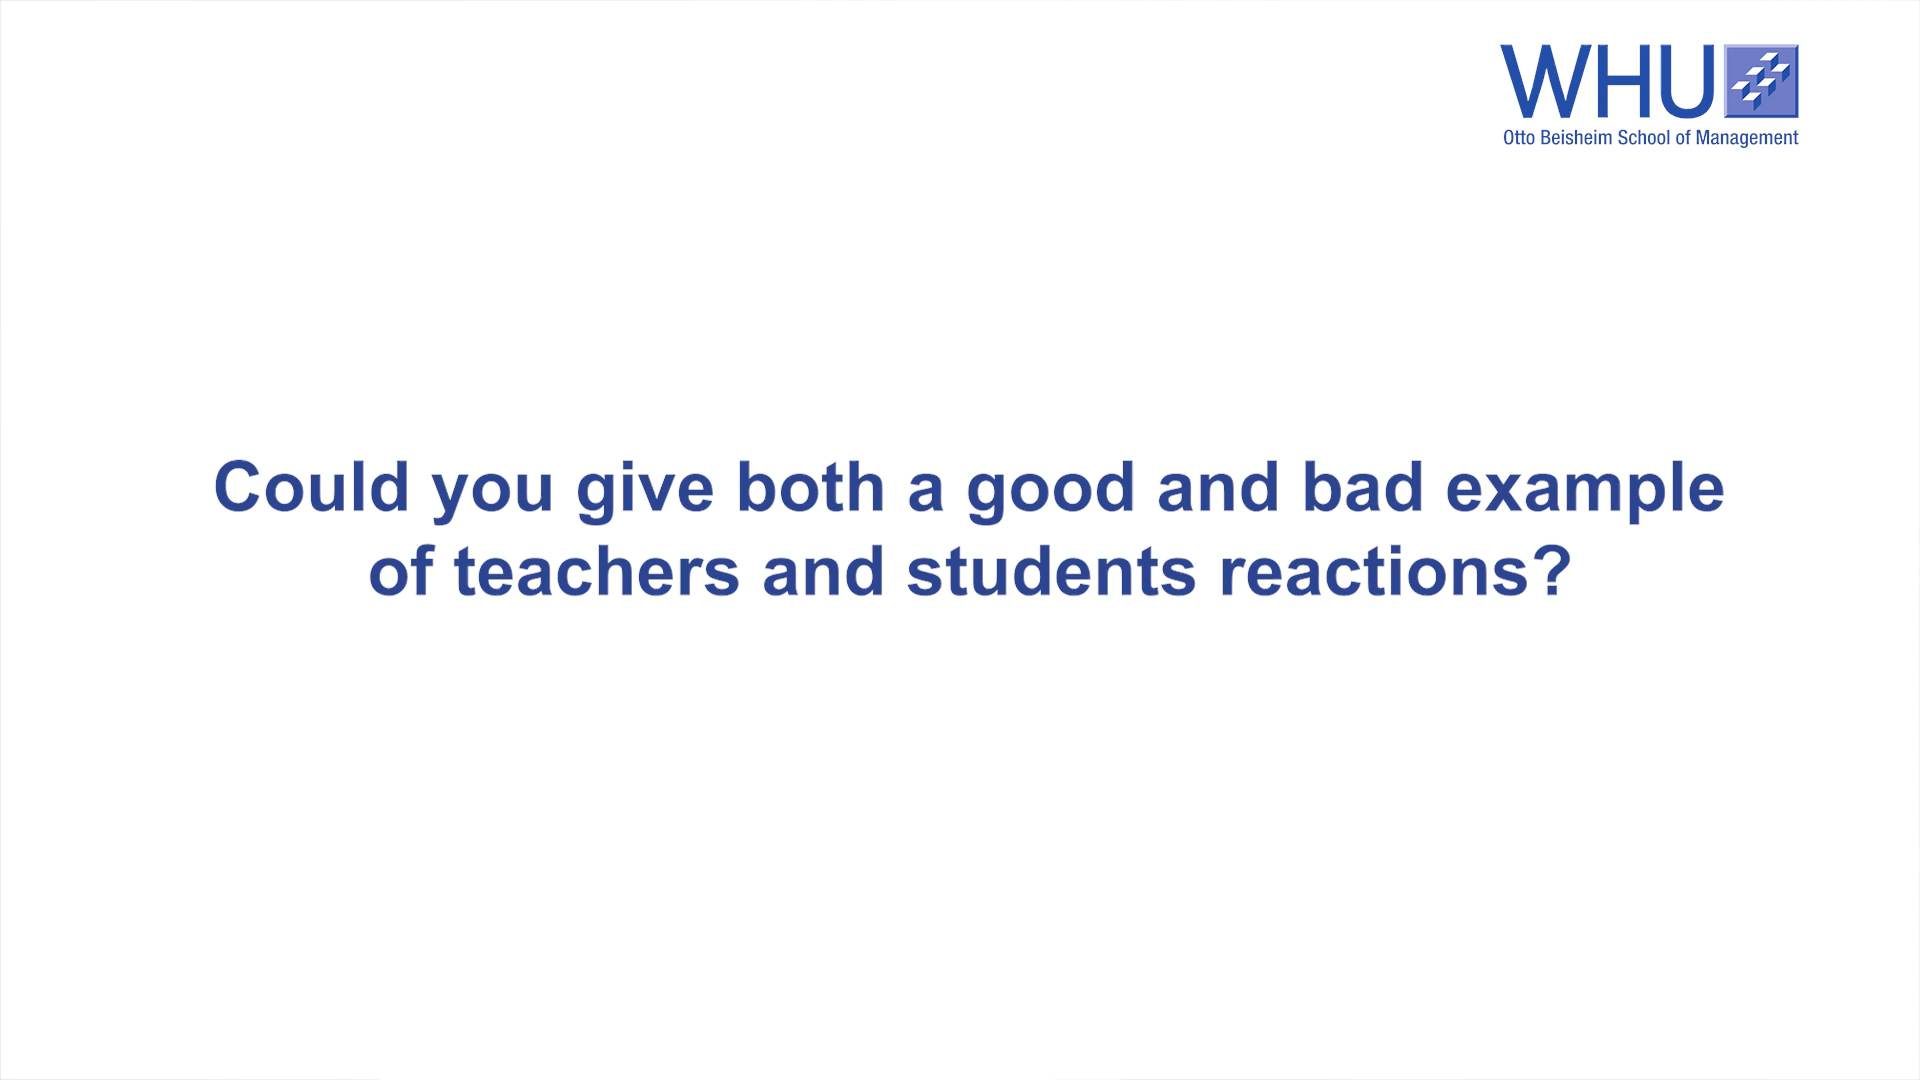 WHU
Otto Beisheim School of Management
Could you give both a good and bad example
of teachers and students reactions?